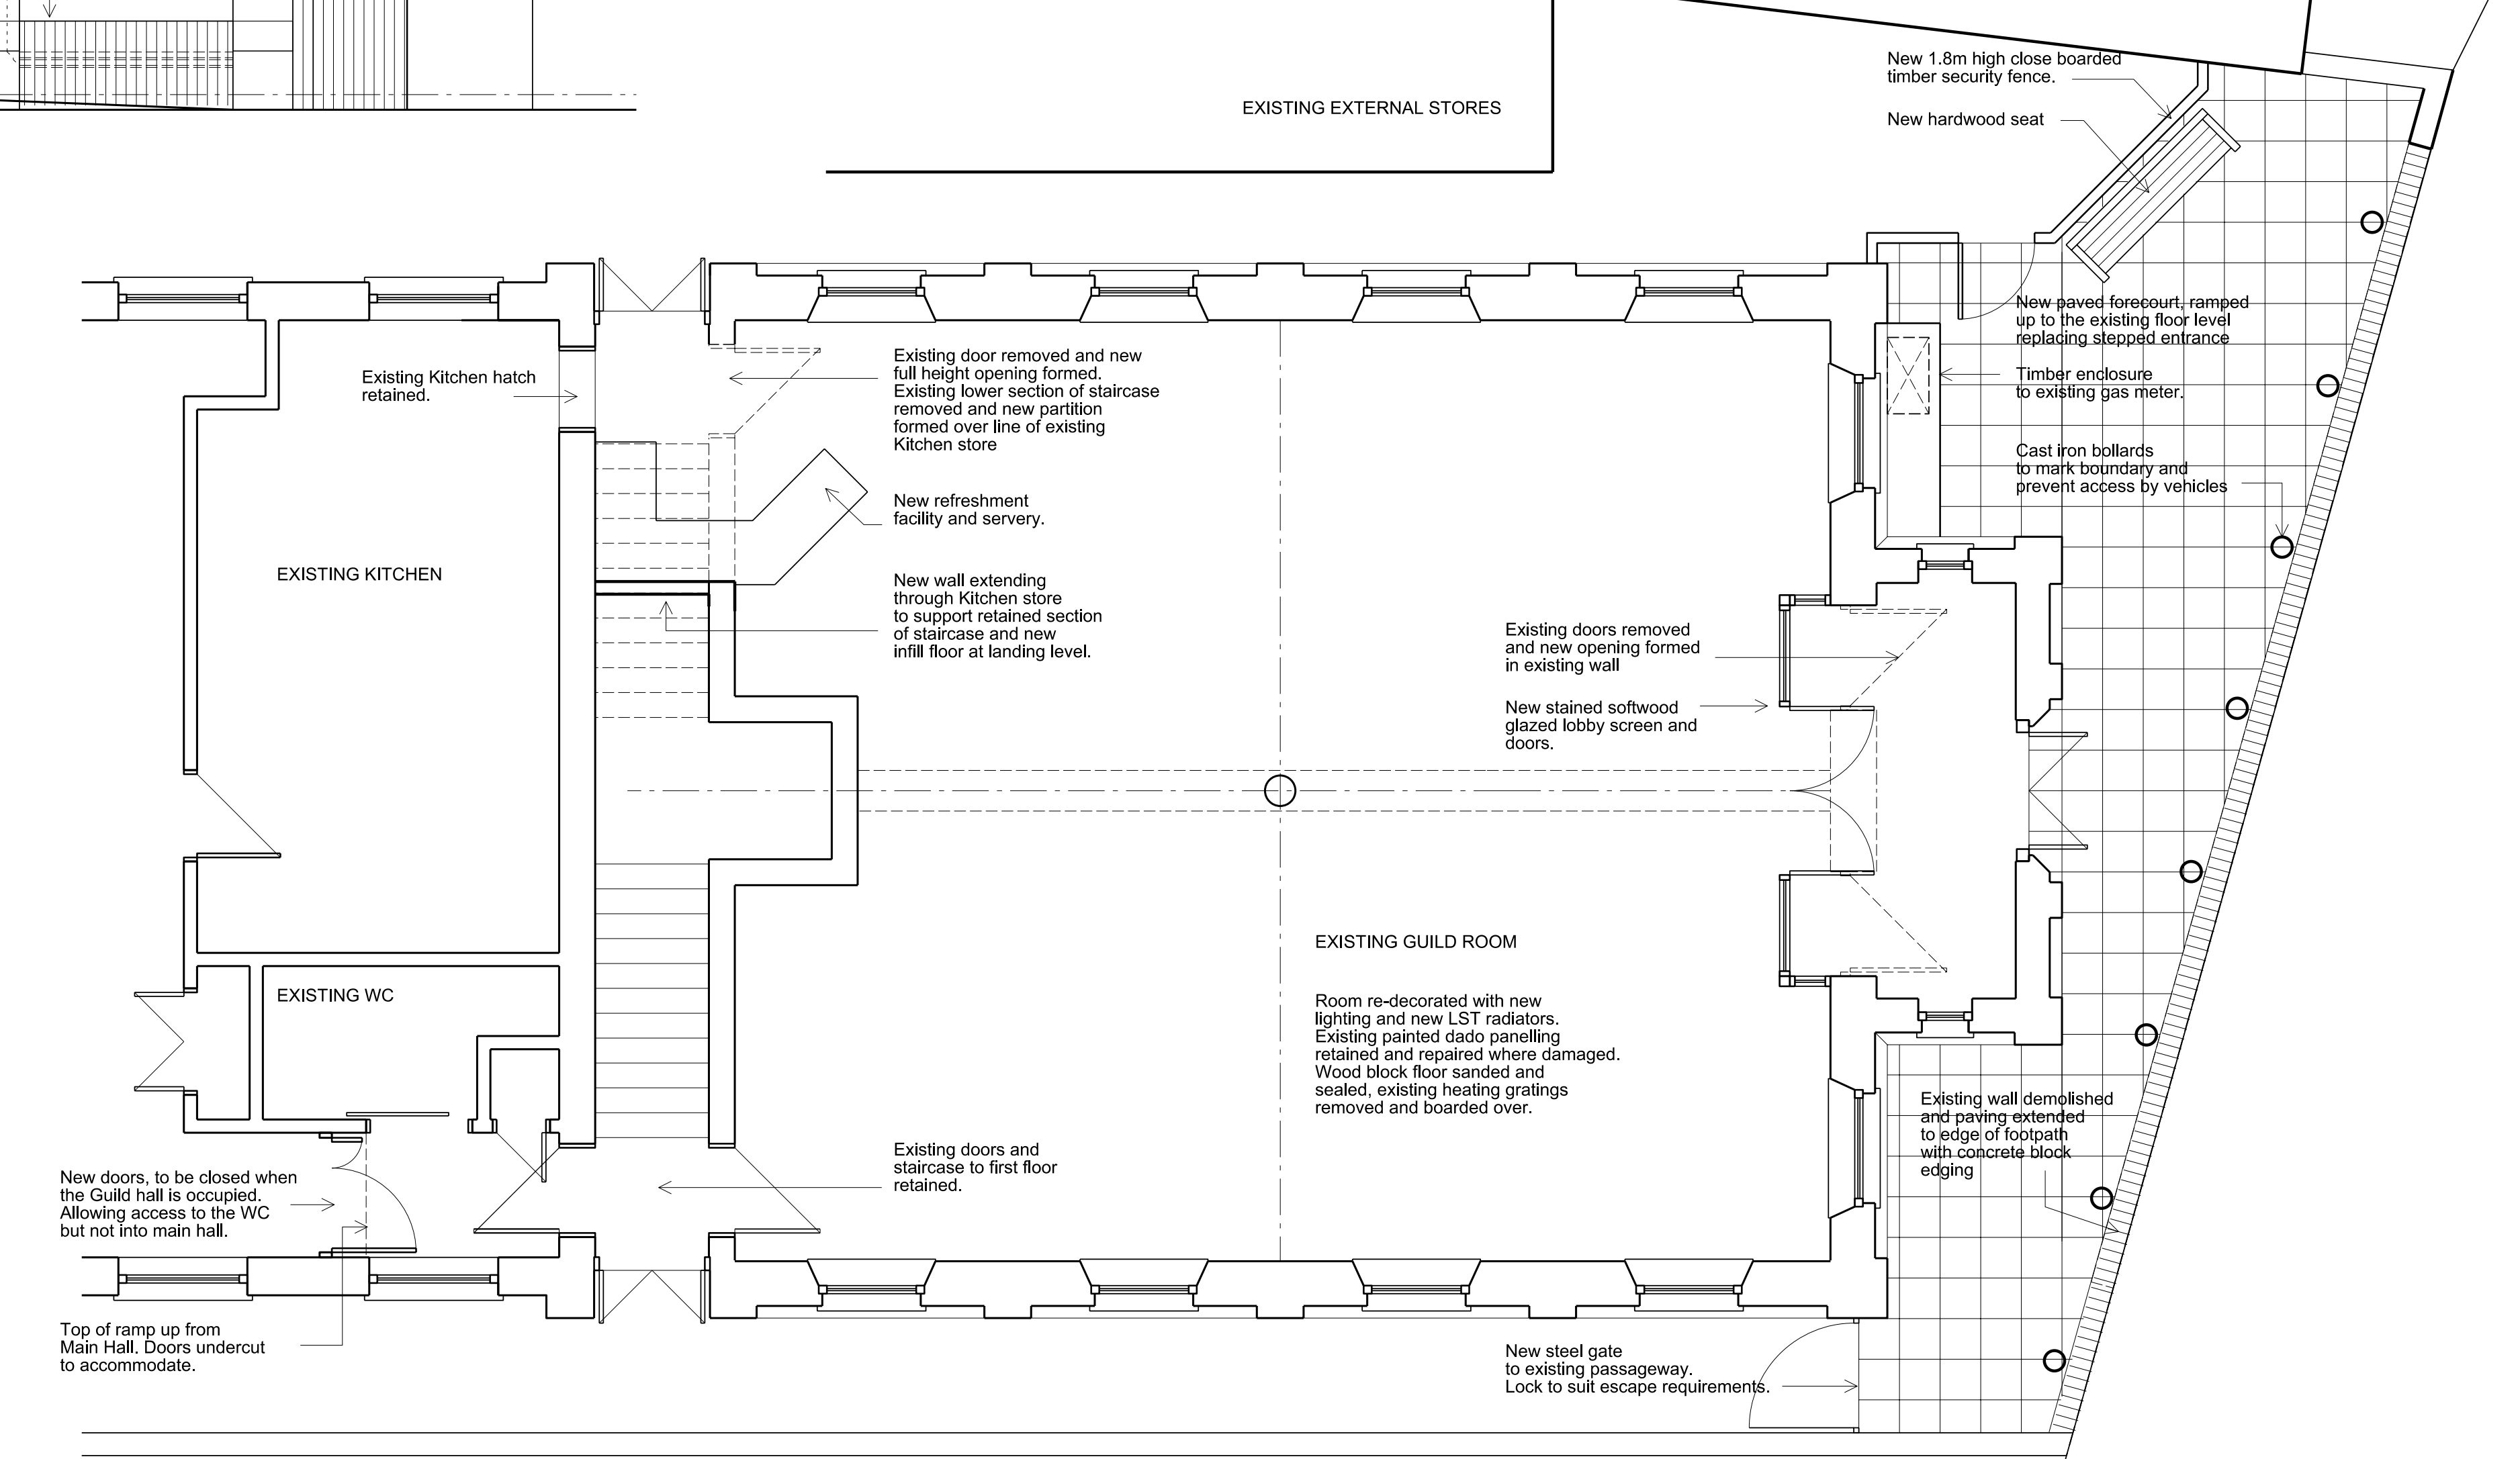 EXISTING EXTERNAL STORES
New 1.8m high close boarded
timber security fence.
New hardwood seat
New paved forecourt, ramped
up to the existing floor level
replacing stepped entrance
Timber enclosure
to existing gas meter.
Cast iron bollards
to mark boundary and
prevent access by vehicles
Existing Kitchen hatch
retained.
Existing door removed and new
full height opening formed.
Existing lower section of staircase
removed and new partition
formed over line of existing
Kitchen store
New refreshment
facility and servery.
EXISTING KITCHEN
New wall extending
through Kitchen store
to support retained section
of staircase and new
infill floor at landing level.
Existing doors removed
and new opening formed
in existing wall
New stained softwood
glazed lobby screen and
doors.
EXISTING GUILD ROOM
Room re-decorated with new
lighting and new LST radiators.
Existing painted dado panelling
retained and repaired where damaged.
Wood block floor sanded and
sealed, existing heating gratings
removed and boarded over.
EXISTING WC
Existing wall demolished
and paving extended
to edge of footpath
with concrete block
edging
Existing doors and
staircase to first floor
retained.
New doors, to be closed when
the Guild hall is occupied.
Allowing access to the WC
but not into main hall.
Top of ramp up from
Main Hall. Doors undercut
to accommodate.
New steel gate
to existing passageway.
Lock to suit escape requirements.